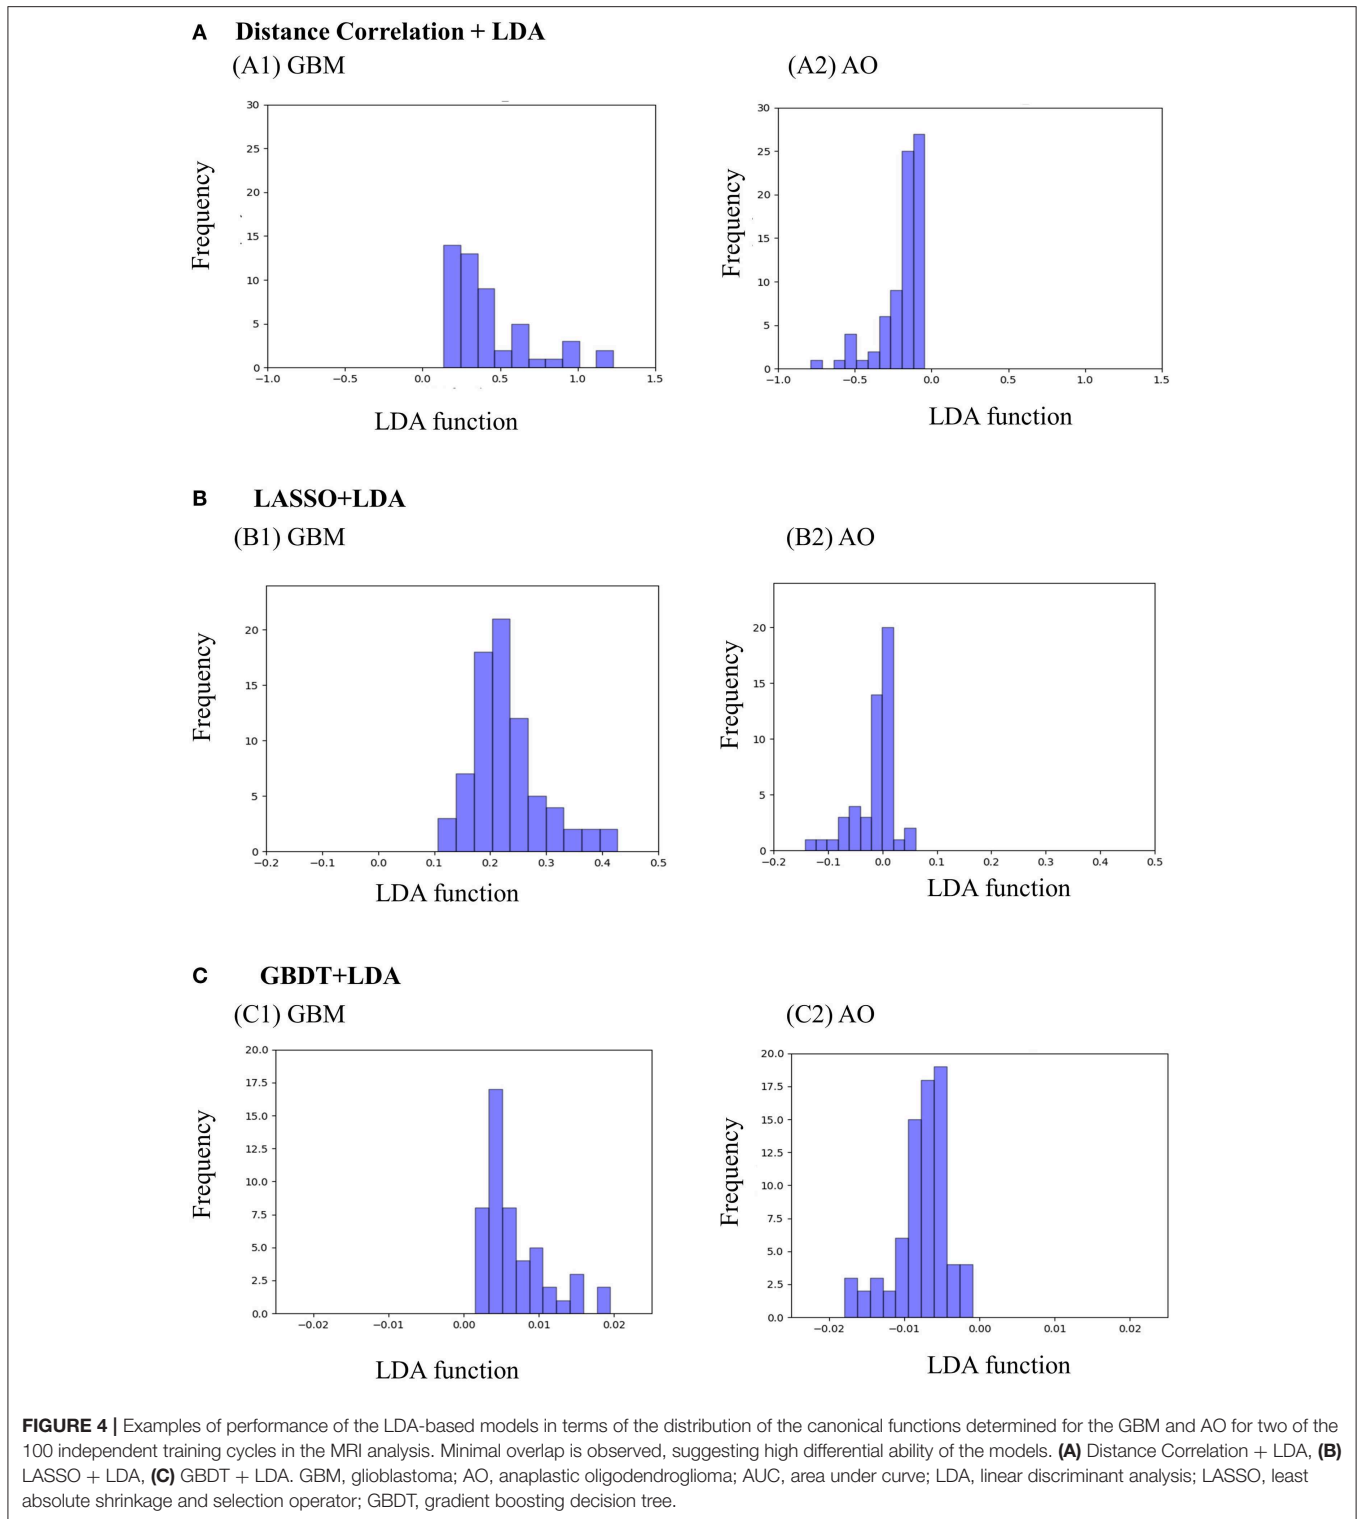 A Distance Correlation + LDA
(A1) GBM
(A2) AO
Frequency
30
25
20
15
10
5
0
−1.0 −0.5 0.0 0.5 1.0 1.5
LDA function
Frequency
30
25
20
15
10
5
0
−1.0 −0.5 0.0 0.5 1.0 1.5
LDA function
B LASSO+LDA
(B1) GBM
(B2) AO
Frequency
20
15
10
5
0
−0.2 −0.1 0.0 0.1 0.2 0.3 0.4 0.5
LDA function
Frequency
20
15
10
5
0
−0.2 −0.1 0.0 0.1 0.2 0.3 0.4 0.5
LDA function
C GBDT+LDA
(C1) GBM
(C2) AO
Frequency
20.0
17.5
15.0
12.5
10.0
7.5
5.0
2.5
0.0
−0.02 −0.01 0.00 0.01 0.02
LDA function
Frequency
20.0
17.5
15.0
12.5
10.0
7.5
5.0
2.5
0.0
−0.02 −0.01 0.00 0.01 0.02
LDA function
FIGURE 4 | Examples of performance of the LDA-based models in terms of the distribution of the canonical functions determined for the GBM and AO for two of the
100 independent training cycles in the MRI analysis. Minimal overlap is observed, suggesting high differential ability of the models. (A) Distance Correlation + LDA, (B)
LASSO + LDA, (C) GBDT + LDA. GBM, glioblastoma; AO, anaplastic oligodendroglioma; AUC, area under curve; LDA, linear discriminant analysis; LASSO, least
absolute shrinkage and selection operator; GBDT, gradient boosting decision tree.